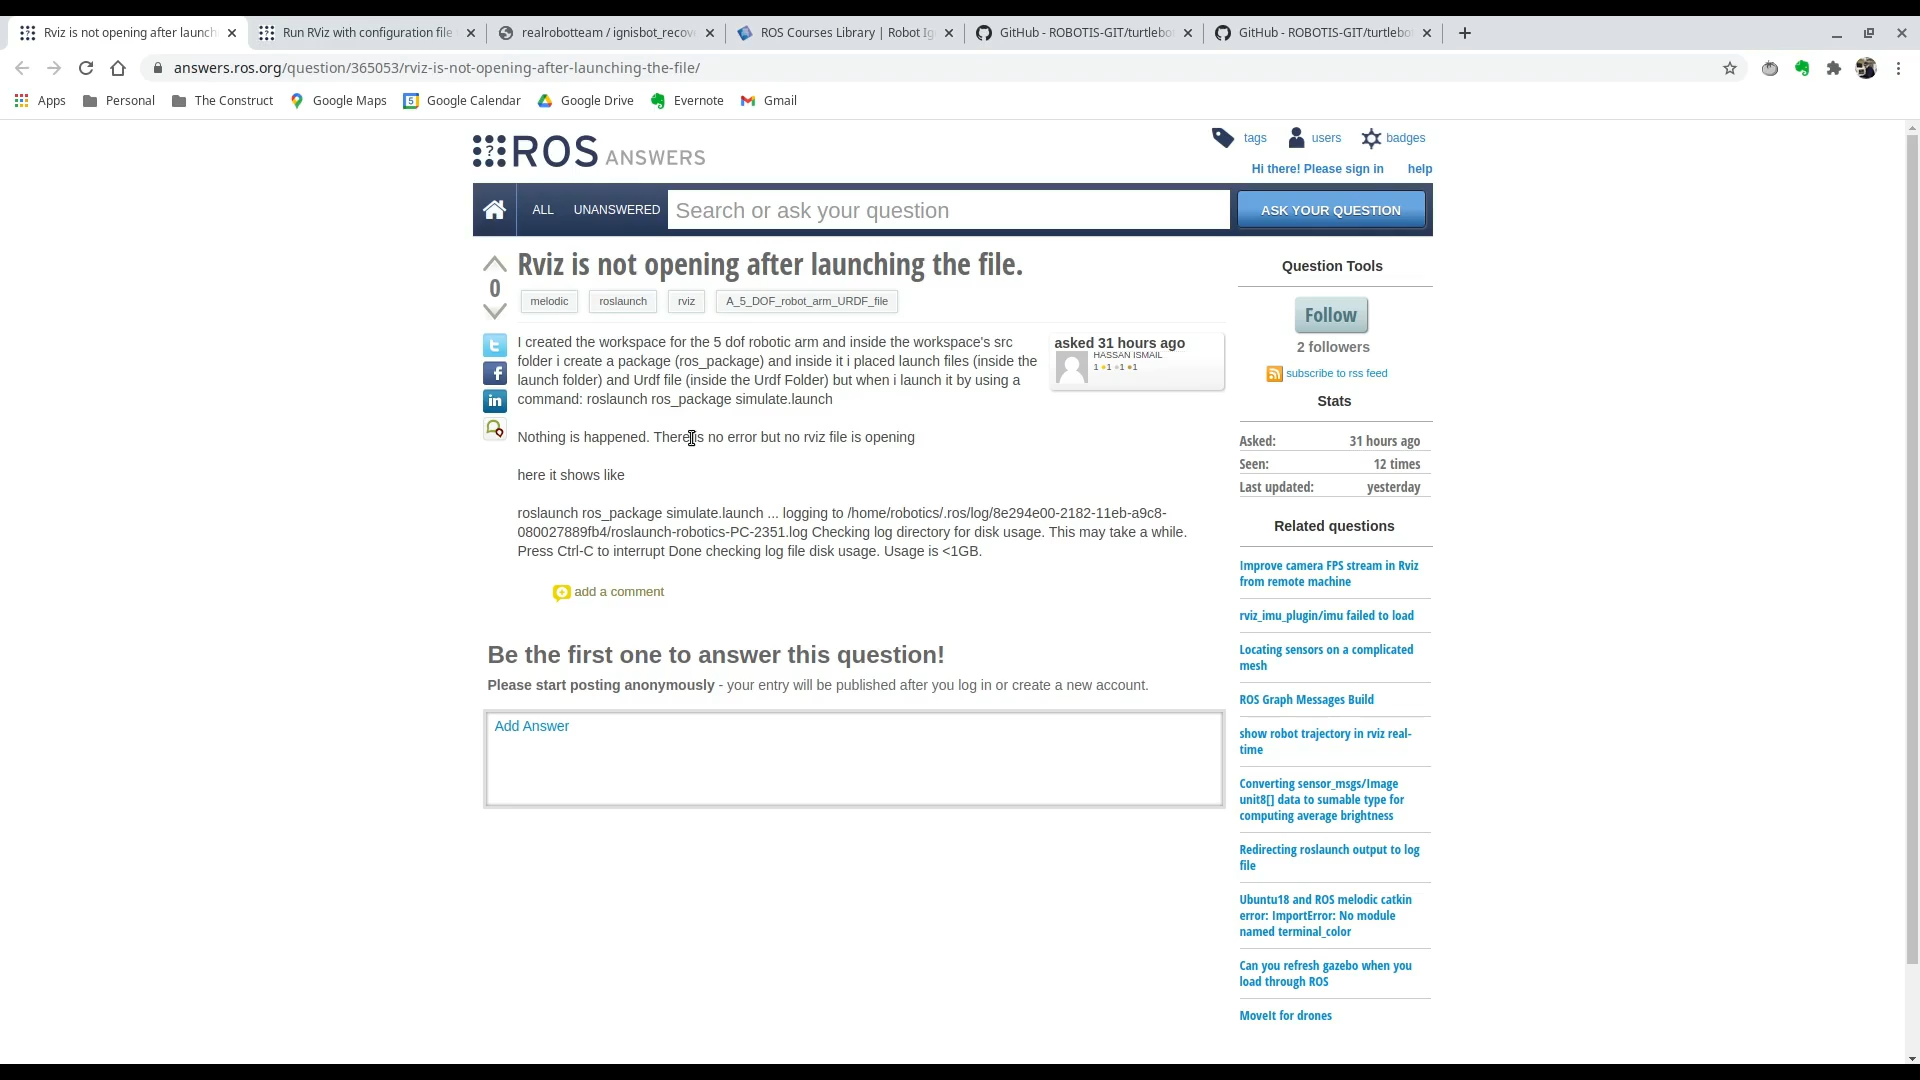 Rviz is not opening after launch
Run RViz with configuration file
realrobotteam / ignisbot_recov
ROS Courses Library | Robot Ig
GitHub - ROBOTIS-GIT/turtlebo
GitHub - ROBOTIS-GIT/turtlebo
answers.ros.org/question/365053/rviz-is-not-opening-after-launching-the-file/
Apps
Personal
The Construct
Google Maps
Google Calendar
Google Drive
Evernote
Gmail
ROS ANSWERS
tags
users
badges
Hi there! Please sign in
help
ALL
UNANSWERED
Search or ask your question
ASK YOUR QUESTION
0
Rviz is not opening after launching the file.
melodic
roslaunch
rviz
A_5_DOF_robot_arm_URDF_file
I created the workspace for the 5 dof robotic arm and inside the workspace's src
folder i create a package (ros_package) and inside it i placed launch files (inside the
launch folder) and Urdf file (inside the Urdf Folder) but when i launch it by using a
command: roslaunch ros_package simulate.launch
asked 31 hours ago
HASSAN ISMAIL
1 ●1 ●1 ●1
Nothing is happened. There is no error but no rviz file is opening
here it shows like
roslaunch ros_package simulate.launch ... logging to /home/robotics/.ros/log/8e294e00-2182-11eb-a9c8-
080027889fb4/roslaunch-robotics-PC-2351.log Checking log directory for disk usage. This may take a while.
Press Ctrl-C to interrupt Done checking log file disk usage. Usage is <1GB.
add a comment
Be the first one to answer this question!
Please start posting anonymously - your entry will be published after you log in or create a new account.
Add Answer
Question Tools
Follow
2 followers
subscribe to rss feed
Stats
Asked: 31 hours ago
Seen: 12 times
Last updated: yesterday
Related questions
Improve camera FPS stream in Rviz
from remote machine
rviz_imu_plugin/imu failed to load
Locating sensors on a complicated
mesh
ROS Graph Messages Build
show robot trajectory in rviz real-
time
Converting sensor_msgs/Image
unit8[] data to sumable type for
computing average brightness
Redirecting roslaunch output to log
file
Ubuntu18 and ROS melodic catkin
error: ImportError: No module
named terminal_color
Can you refresh gazebo when you
load through ROS
MoveIt for drones